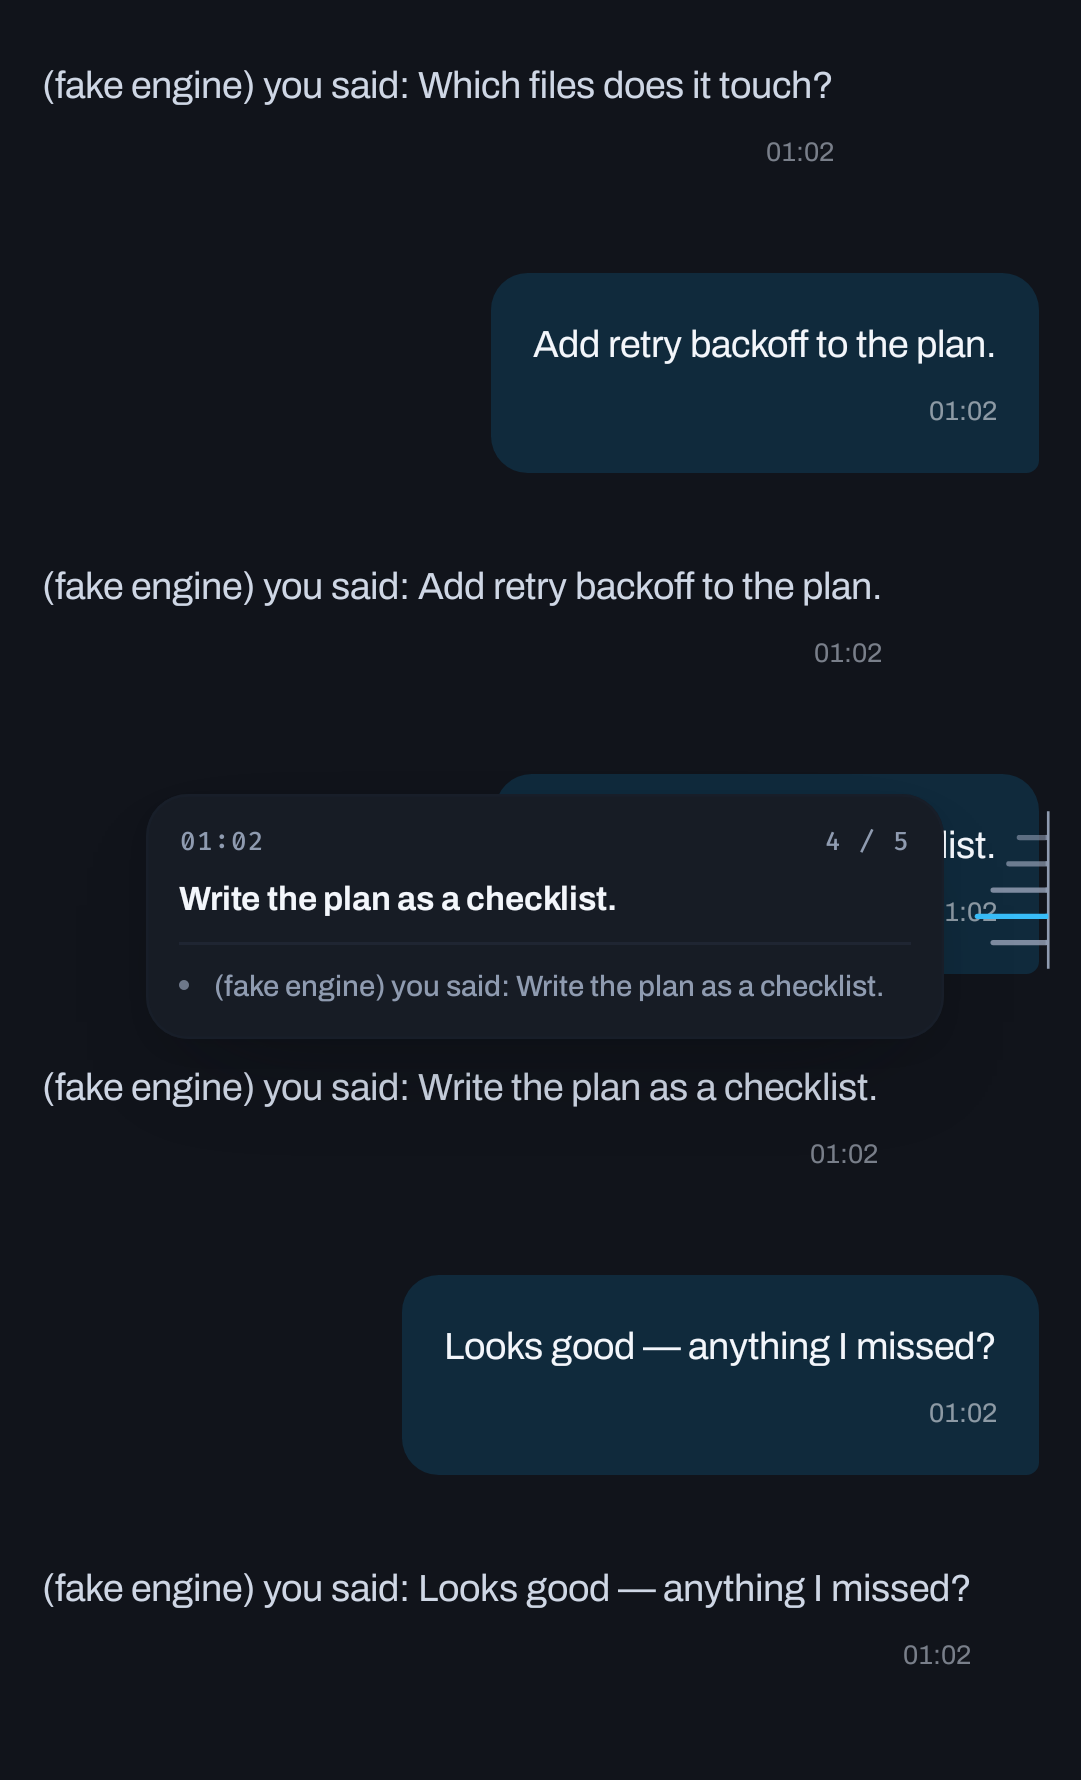 (fake engine) you said: Which files does it touch?
01:02
Add retry backoff to the plan.
01:02
(fake engine) you said: Add retry backoff to the plan.
01:02
list.
1:02
01:02 4 / 5
Write the plan as a checklist.
(fake engine) you said: Write the plan as a checklist.
(fake engine) you said: Write the plan as a checklist.
01:02
Looks good — anything I missed?
01:02
(fake engine) you said: Looks good — anything I missed?
01:02